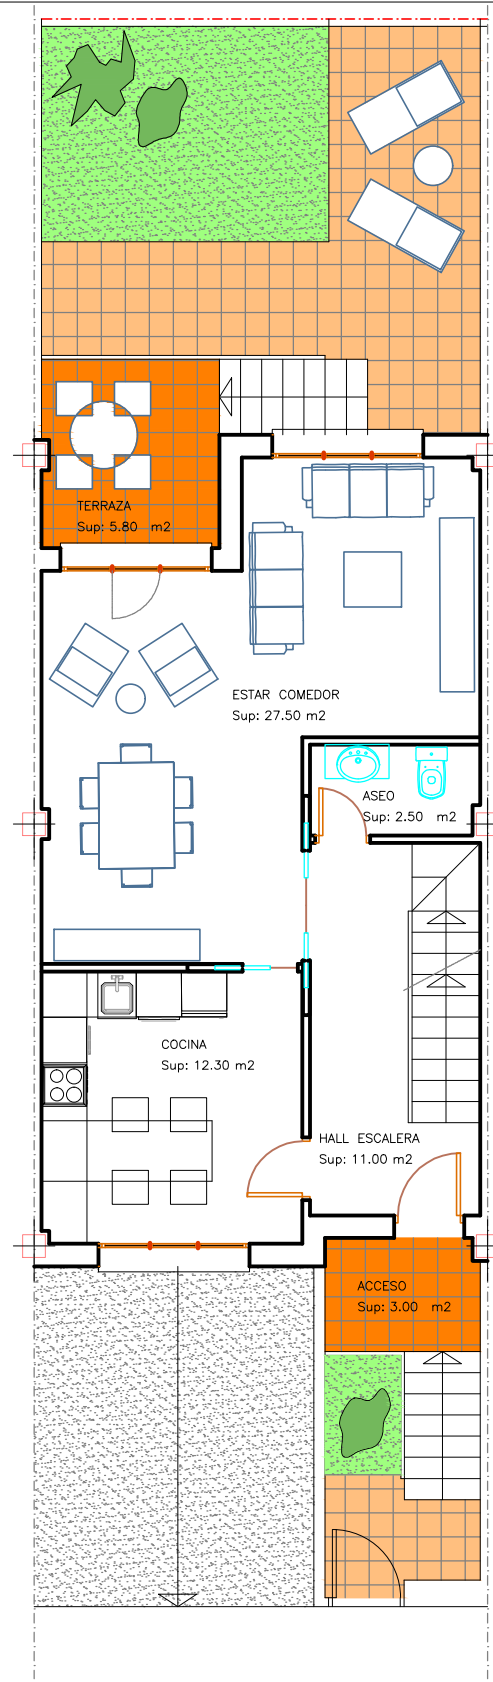 TERRAZA
Sup: 5.80 m2
ESTAR COMEDOR
Sup: 27.50 m2
ASEO
Sup: 2.50 m2
COCINA
Sup: 12.30 m2
HALL ESCALERA
Sup: 11.00 m2
ACCESO
Sup: 3.00 m2